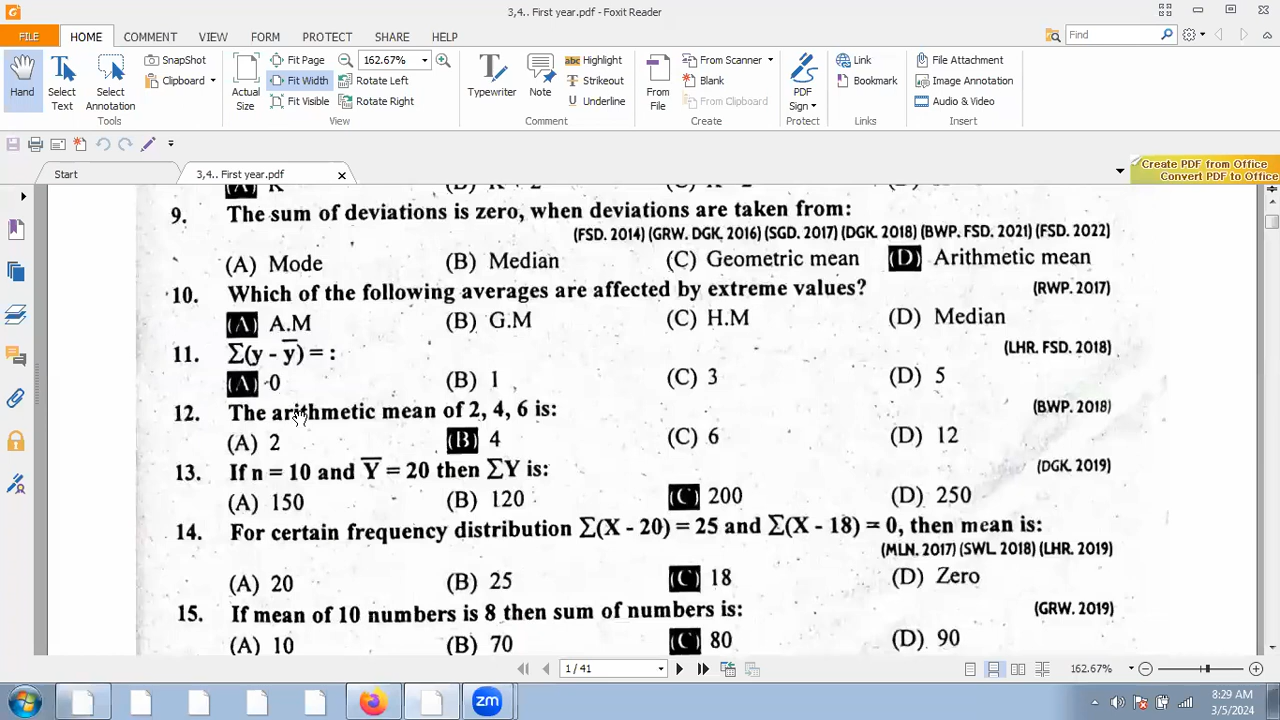 3,4.. First year.pdf - Foxit Reader
FILE HOME COMMENT VIEW FORM PROTECT SHARE HELP Find
Hand
Select Text
Select Annotation
SnapShot
Clipboard
Tools
Actual Size
Fit Page
Fit Width
Fit Visible
162.67%
Rotate Left
Rotate Right
View
Typewriter
Note
Highlight
Strikeout
Underline
Comment
From File
From Scanner
Blank
From Clipboard
Create
PDF Sign
Protect
Link
Bookmark
Links
File Attachment
Image Annotation
Audio & Video
Insert
Start 3,4.. First year.pdf
Create PDF from Office
Convert PDF to Office
9. The sum of deviations is zero, when deviations are taken from:
(FSD. 2014) (GRW. DGK. 2016) (SGD. 2017) (DGK. 2018) (BWP. FSD. 2021) (FSD. 2022)
(A) Mode (B) Median (C) Geometric mean (D) Arithmetic mean
10. Which of the following averages are affected by extreme values? (RWP. 2017)
(A) A.M (B) G.M (C) H.M (D) Median
11. Σ(y - y̅) = : (LHR. FSD. 2018)
(A) 0 (B) 1 (C) 3 (D) 5
12. The arithmetic mean of 2, 4, 6 is: (BWP. 2018)
(A) 2 (B) 4 (C) 6 (D) 12
13. If n = 10 and Y̅ = 20 then ΣY is: (DGK. 2019)
(A) 150 (B) 120 (C) 200 (D) 250
14. For certain frequency distribution Σ(X - 20) = 25 and Σ(X - 18) = 0, then mean is:
(MLN. 2017) (SWL. 2018) (LHR. 2019)
(A) 20 (B) 25 (C) 18 (D) Zero
15. If mean of 10 numbers is 8 then sum of numbers is: (GRW. 2019)
(A) 10 (B) 70 (C) 80 (D) 90
1 / 41 162.67%
zm
8:29 AM
3/5/2024